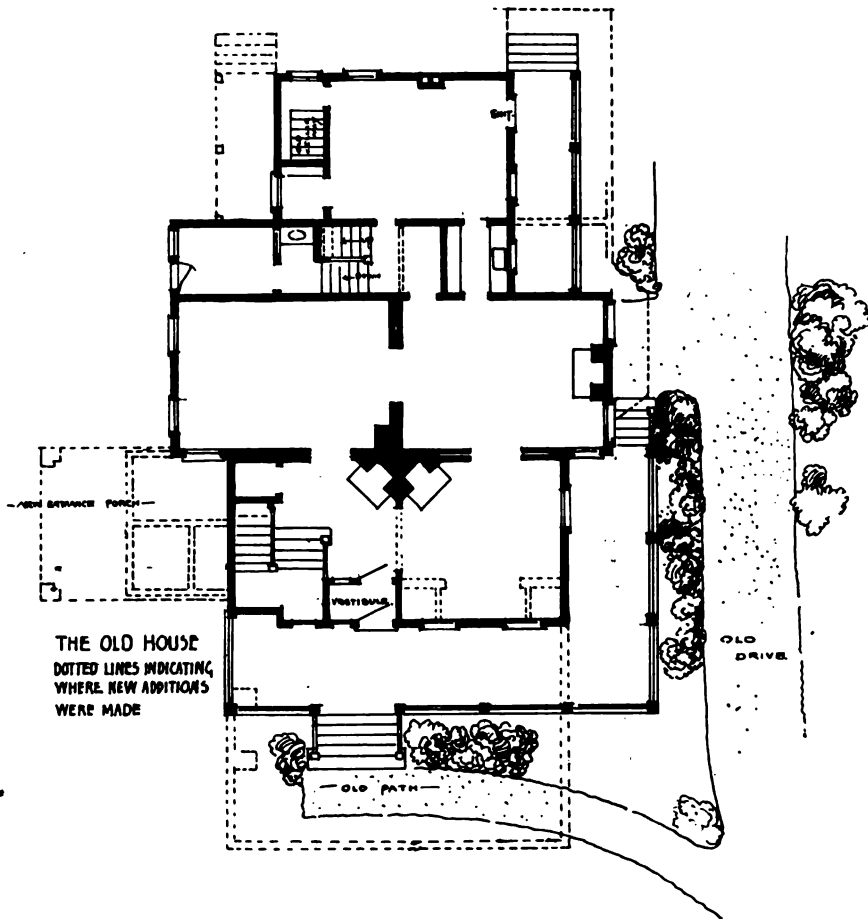 NEW ENTRANCE PORCH
VESTIBULE
THE OLD HOUSE
DOTTED LINES INDICATING
WHERE NEW ADDITIONS
WERE MADE
OLD
DRIVE
OLD PATH